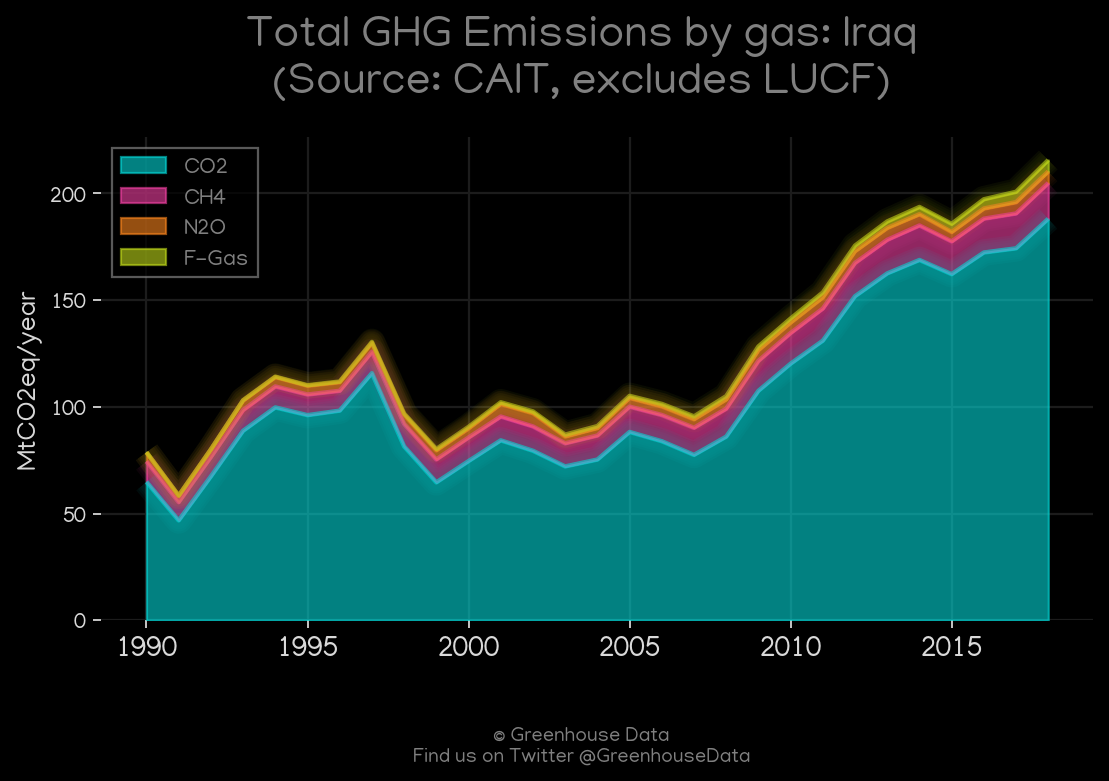 Total GHG Emissions by gas: Iraq
(Source: CAIT, excludes LUCF)
CO2
CH4
N2O
F-Gas
MtCO2eq/year
200
150
100
50
0
1990 1995 2000 2005 2010 2015
© Greenhouse Data
Find us on Twitter @GreenhouseData